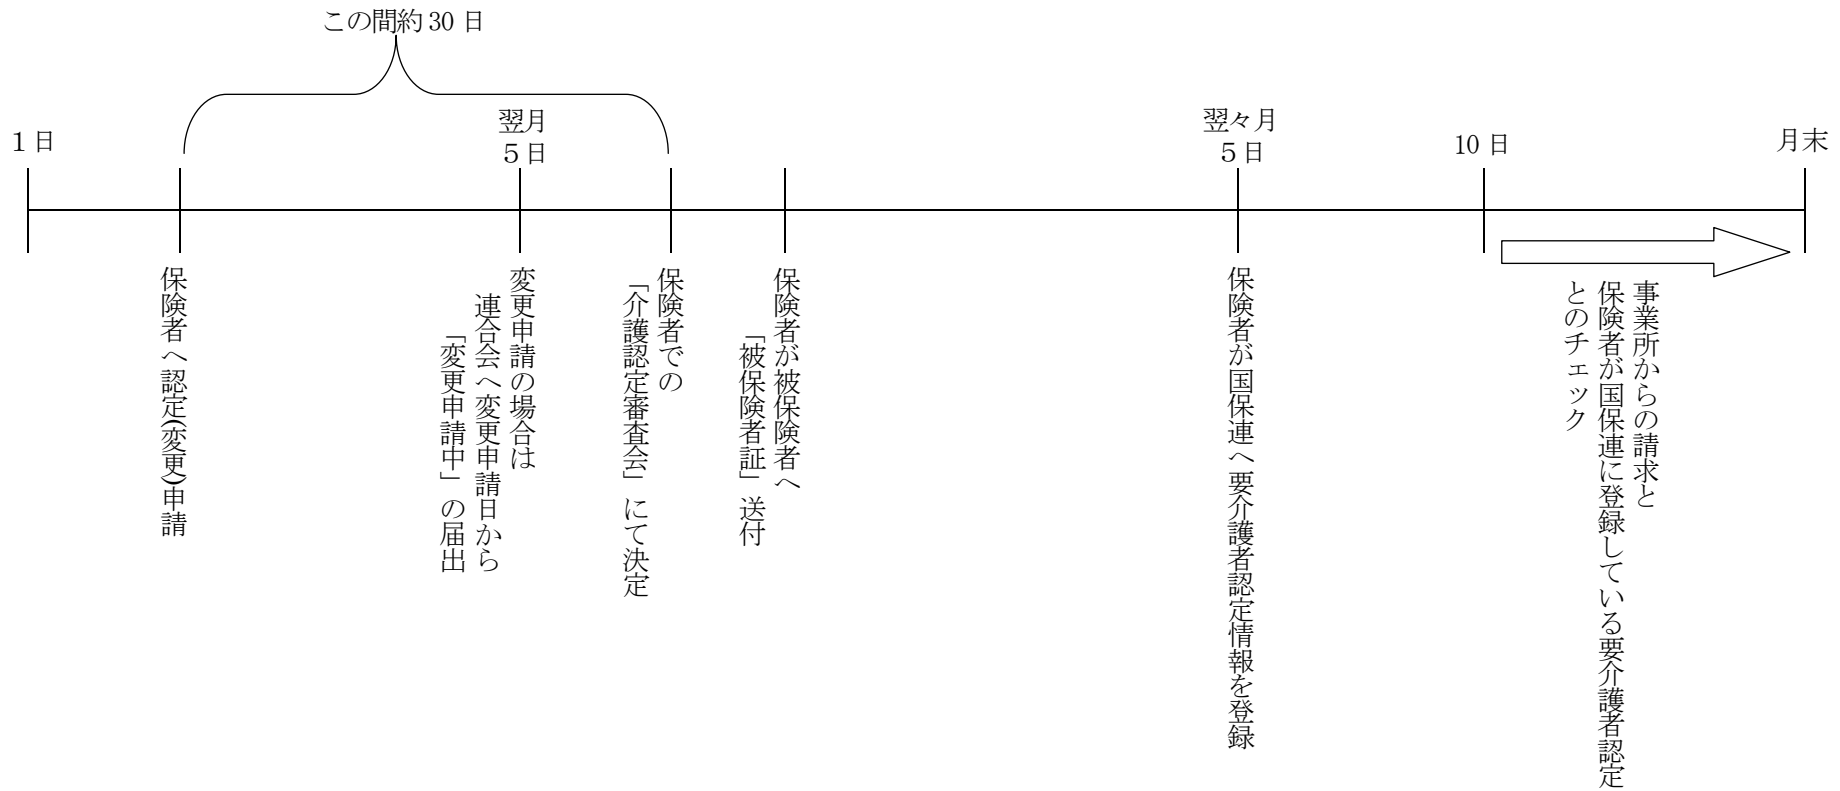 この間約30日
1日
翌月
5日
翌々月
5日
10日
月末
保険者へ認定(変更)申請
変更申請の場合は
連合会へ変更申請日から
「変更申請中」の届出
保険者での
「介護認定審査会」にて決定
保険者が被保険者へ
「被保険者証」送付
保険者が国保連へ要介護者認定情報を登録
事業所からの請求と
保険者が国保連に登録している要介護者認定
とのチェック